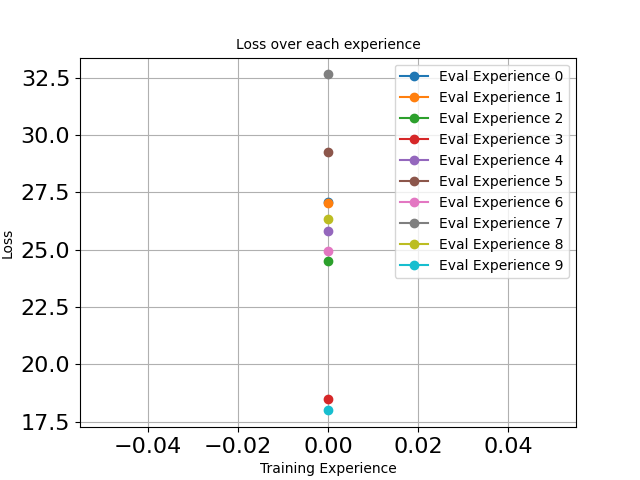 Loss over each experience
32.5
30.0
27.5
25.0
22.5
20.0
17.5
Loss
Eval Experience 0
Eval Experience 1
Eval Experience 2
Eval Experience 3
Eval Experience 4
Eval Experience 5
Eval Experience 6
Eval Experience 7
Eval Experience 8
Eval Experience 9
−0.04 −0.02 0.00 0.02 0.04
Training Experience